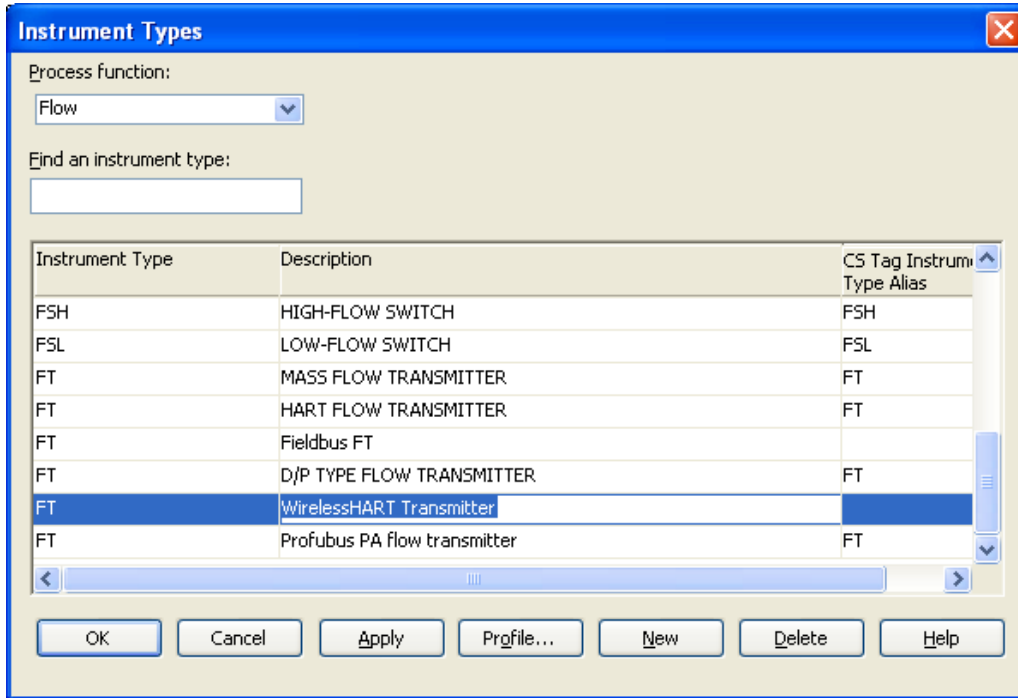 Instrument Types
Process function:
Flow
Find an instrument type:
Instrument Type Description CS Tag Instrum
Type Alias
FSH HIGH-FLOW SWITCH FSH
FSL LOW-FLOW SWITCH FSL
FT MASS FLOW TRANSMITTER FT
FT HART FLOW TRANSMITTER FT
FT Fieldbus FT
FT D/P TYPE FLOW TRANSMITTER FT
FT WirelessHART Transmitter
FT Profubus PA flow transmitter FT
OK Cancel Apply Profile... New Delete Help